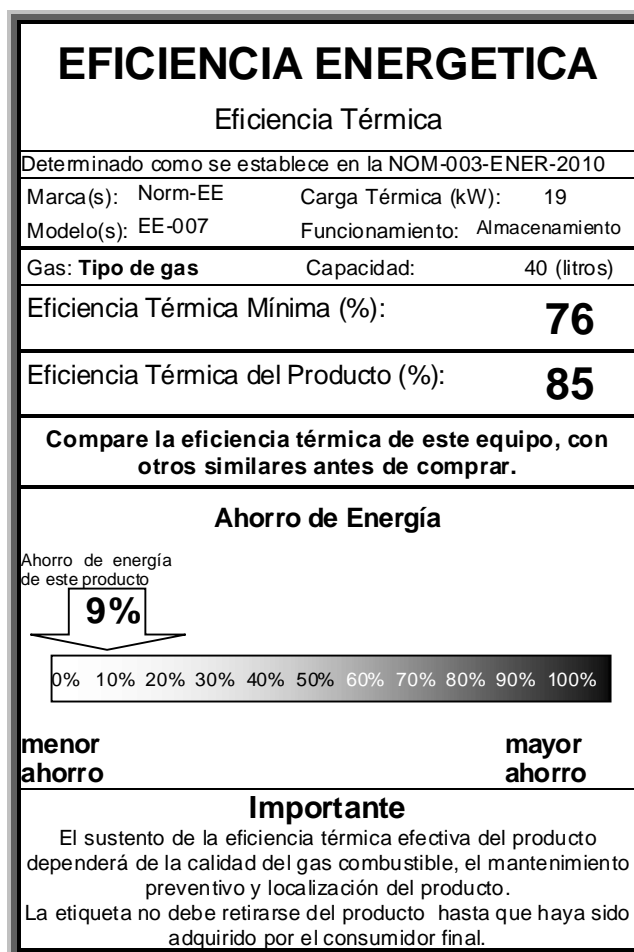 EFICIENCIA ENERGETICA
Eficiencia Térmica
Determinado como se establece en la NOM-003-ENER-2010
Marca(s): Norm-EE Carga Térmica (kW): 19
Modelo(s): EE-007 Funcionamiento: Almacenamiento
Gas: Tipo de gas Capacidad: 40 (litros)
Eficiencia Térmica Mínima (%): 76
Eficiencia Térmica del Producto (%): 85
Compare la eficiencia térmica de este equipo, con
otros similares antes de comprar.
Ahorro de Energía
Ahorro de energía
de este producto
9%
0% 10% 20% 30% 40% 50% 60% 70% 80% 90% 100%
menor mayor
ahorro ahorro
Importante
El sustento de la eficiencia térmica efectiva del producto
dependerá de la calidad del gas combustible, el mantenimiento
preventivo y localización del producto.
La etiqueta no debe retirarse del producto hasta que haya sido
adquirido por el consumidor final.